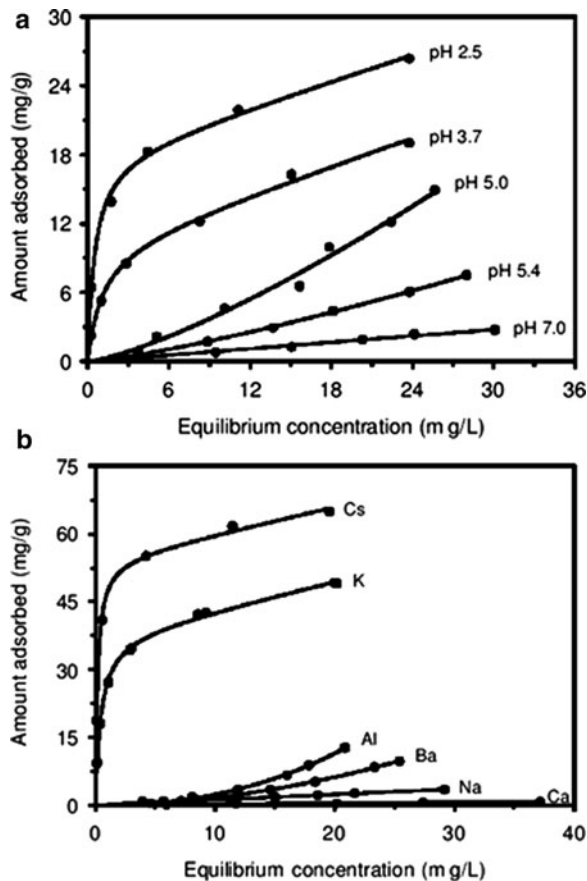 a
30
24
18
12
6
0
Amount adsorbed (mg/g)
pH 2.5
pH 3.7
pH 5.0
pH 5.4
pH 7.0
0 6 12 18 24 30 36
Equilibrium concentration (mg/L)
b
75
60
45
30
15
0
Amount adsorbed (mg/g)
Cs
K
Al
Ba
Na
Ca
0 10 20 30 40
Equilibrium concentration (mg/L)